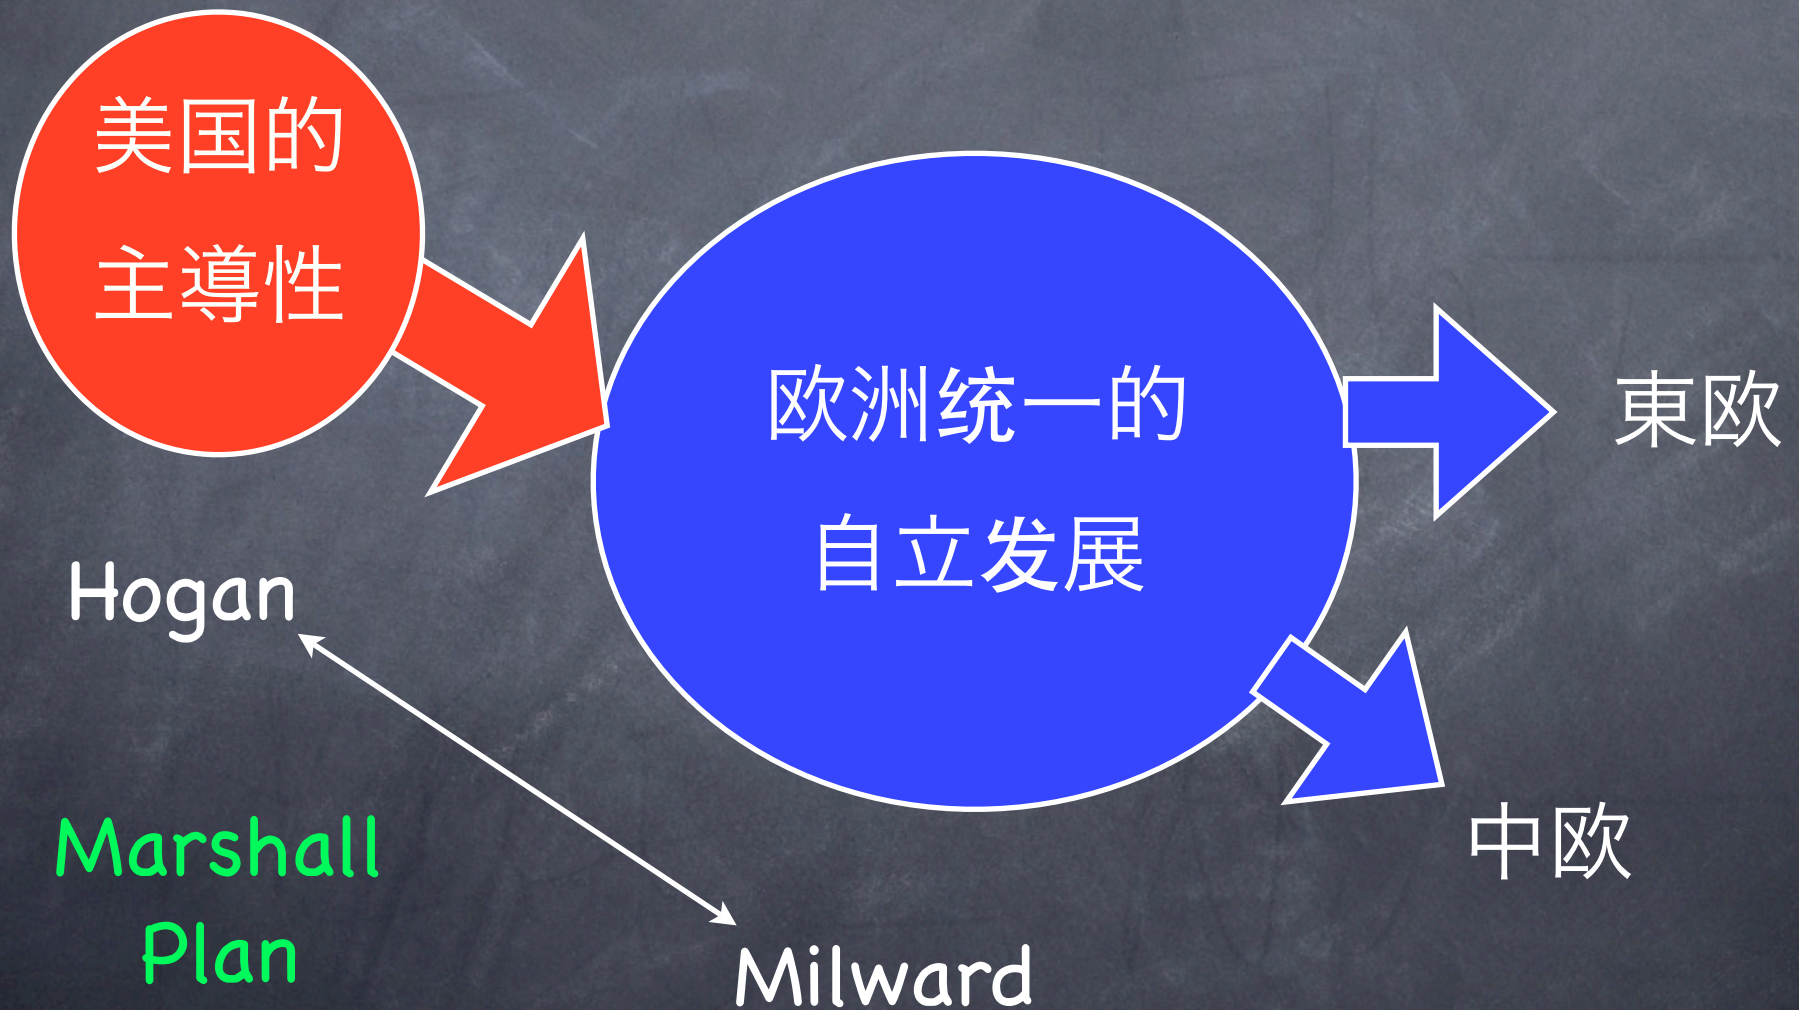 美国的
主導性
欧洲统一的
自立发展
東欧
中欧
Hogan
Marshall
Plan
Milward